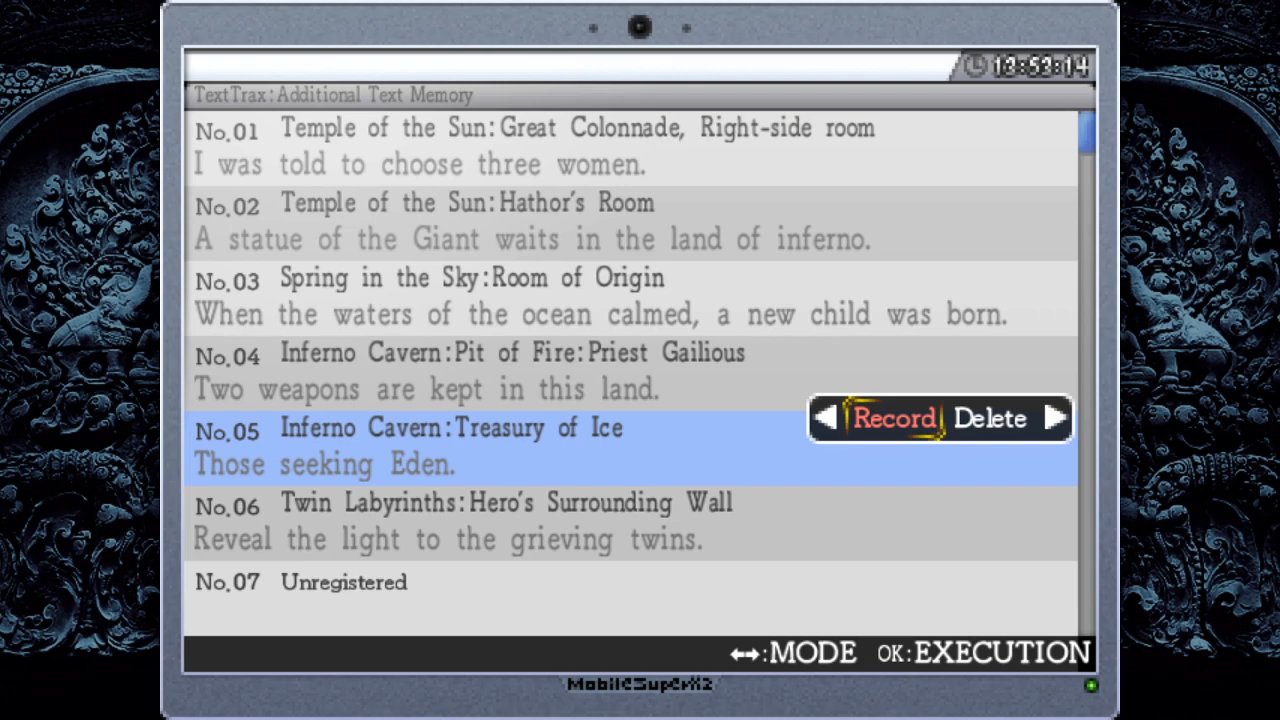 12:52:14
TextTrax:Additional Text Memory
No.01 Temple of the Sun:Great Colonnade, Right-side room
I was told to choose three women.
No.02 Temple of the Sun:Hathor's Room
A statue of the Giant waits in the land of inferno.
No.03 Spring in the Sky:Room of Origin
When the waters of the ocean calmed, a new child was born.
No.04 Inferno Cavern:Pit of Fire:Priest Gailious
Two weapons are kept in this land.
No.05 Inferno Cavern:Treasury of Ice
Record Delete
Those seeking Eden.
No.06 Twin Labyrinths:Hero's Surrounding Wall
Reveal the light to the grieving twins.
No.07 Unregistered
↔:MODE OK:EXECUTION
MobileSuperX2